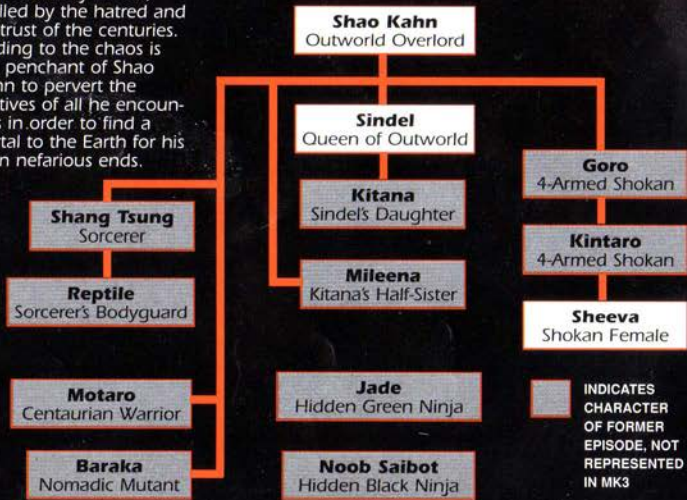 lled by the hatred and
trust of the centuries.
ding to the chaos is
penchant of Shao
nn to pervert the
tives of all he encoun-
s in order to find a
tal to the Earth for his
n nefarious ends.
Shao Kahn
Outworld Overlord
Sindel
Queen of Outworld
Kitana
Sindel's Daughter
Mileena
Kitana's Half-Sister
Goro
4-Armed Shokan
Kintaro
4-Armed Shokan
Sheeva
Shokan Female
Shang Tsung
Sorcerer
Reptile
Sorcerer's Bodyguard
Motaro
Centaurian Warrior
Baraka
Nomadic Mutant
Jade
Hidden Green Ninja
Noob Saibot
Hidden Black Ninja
INDICATES
CHARACTER
OF FORMER
EPISODE, NOT
REPRESENTED
IN MK3